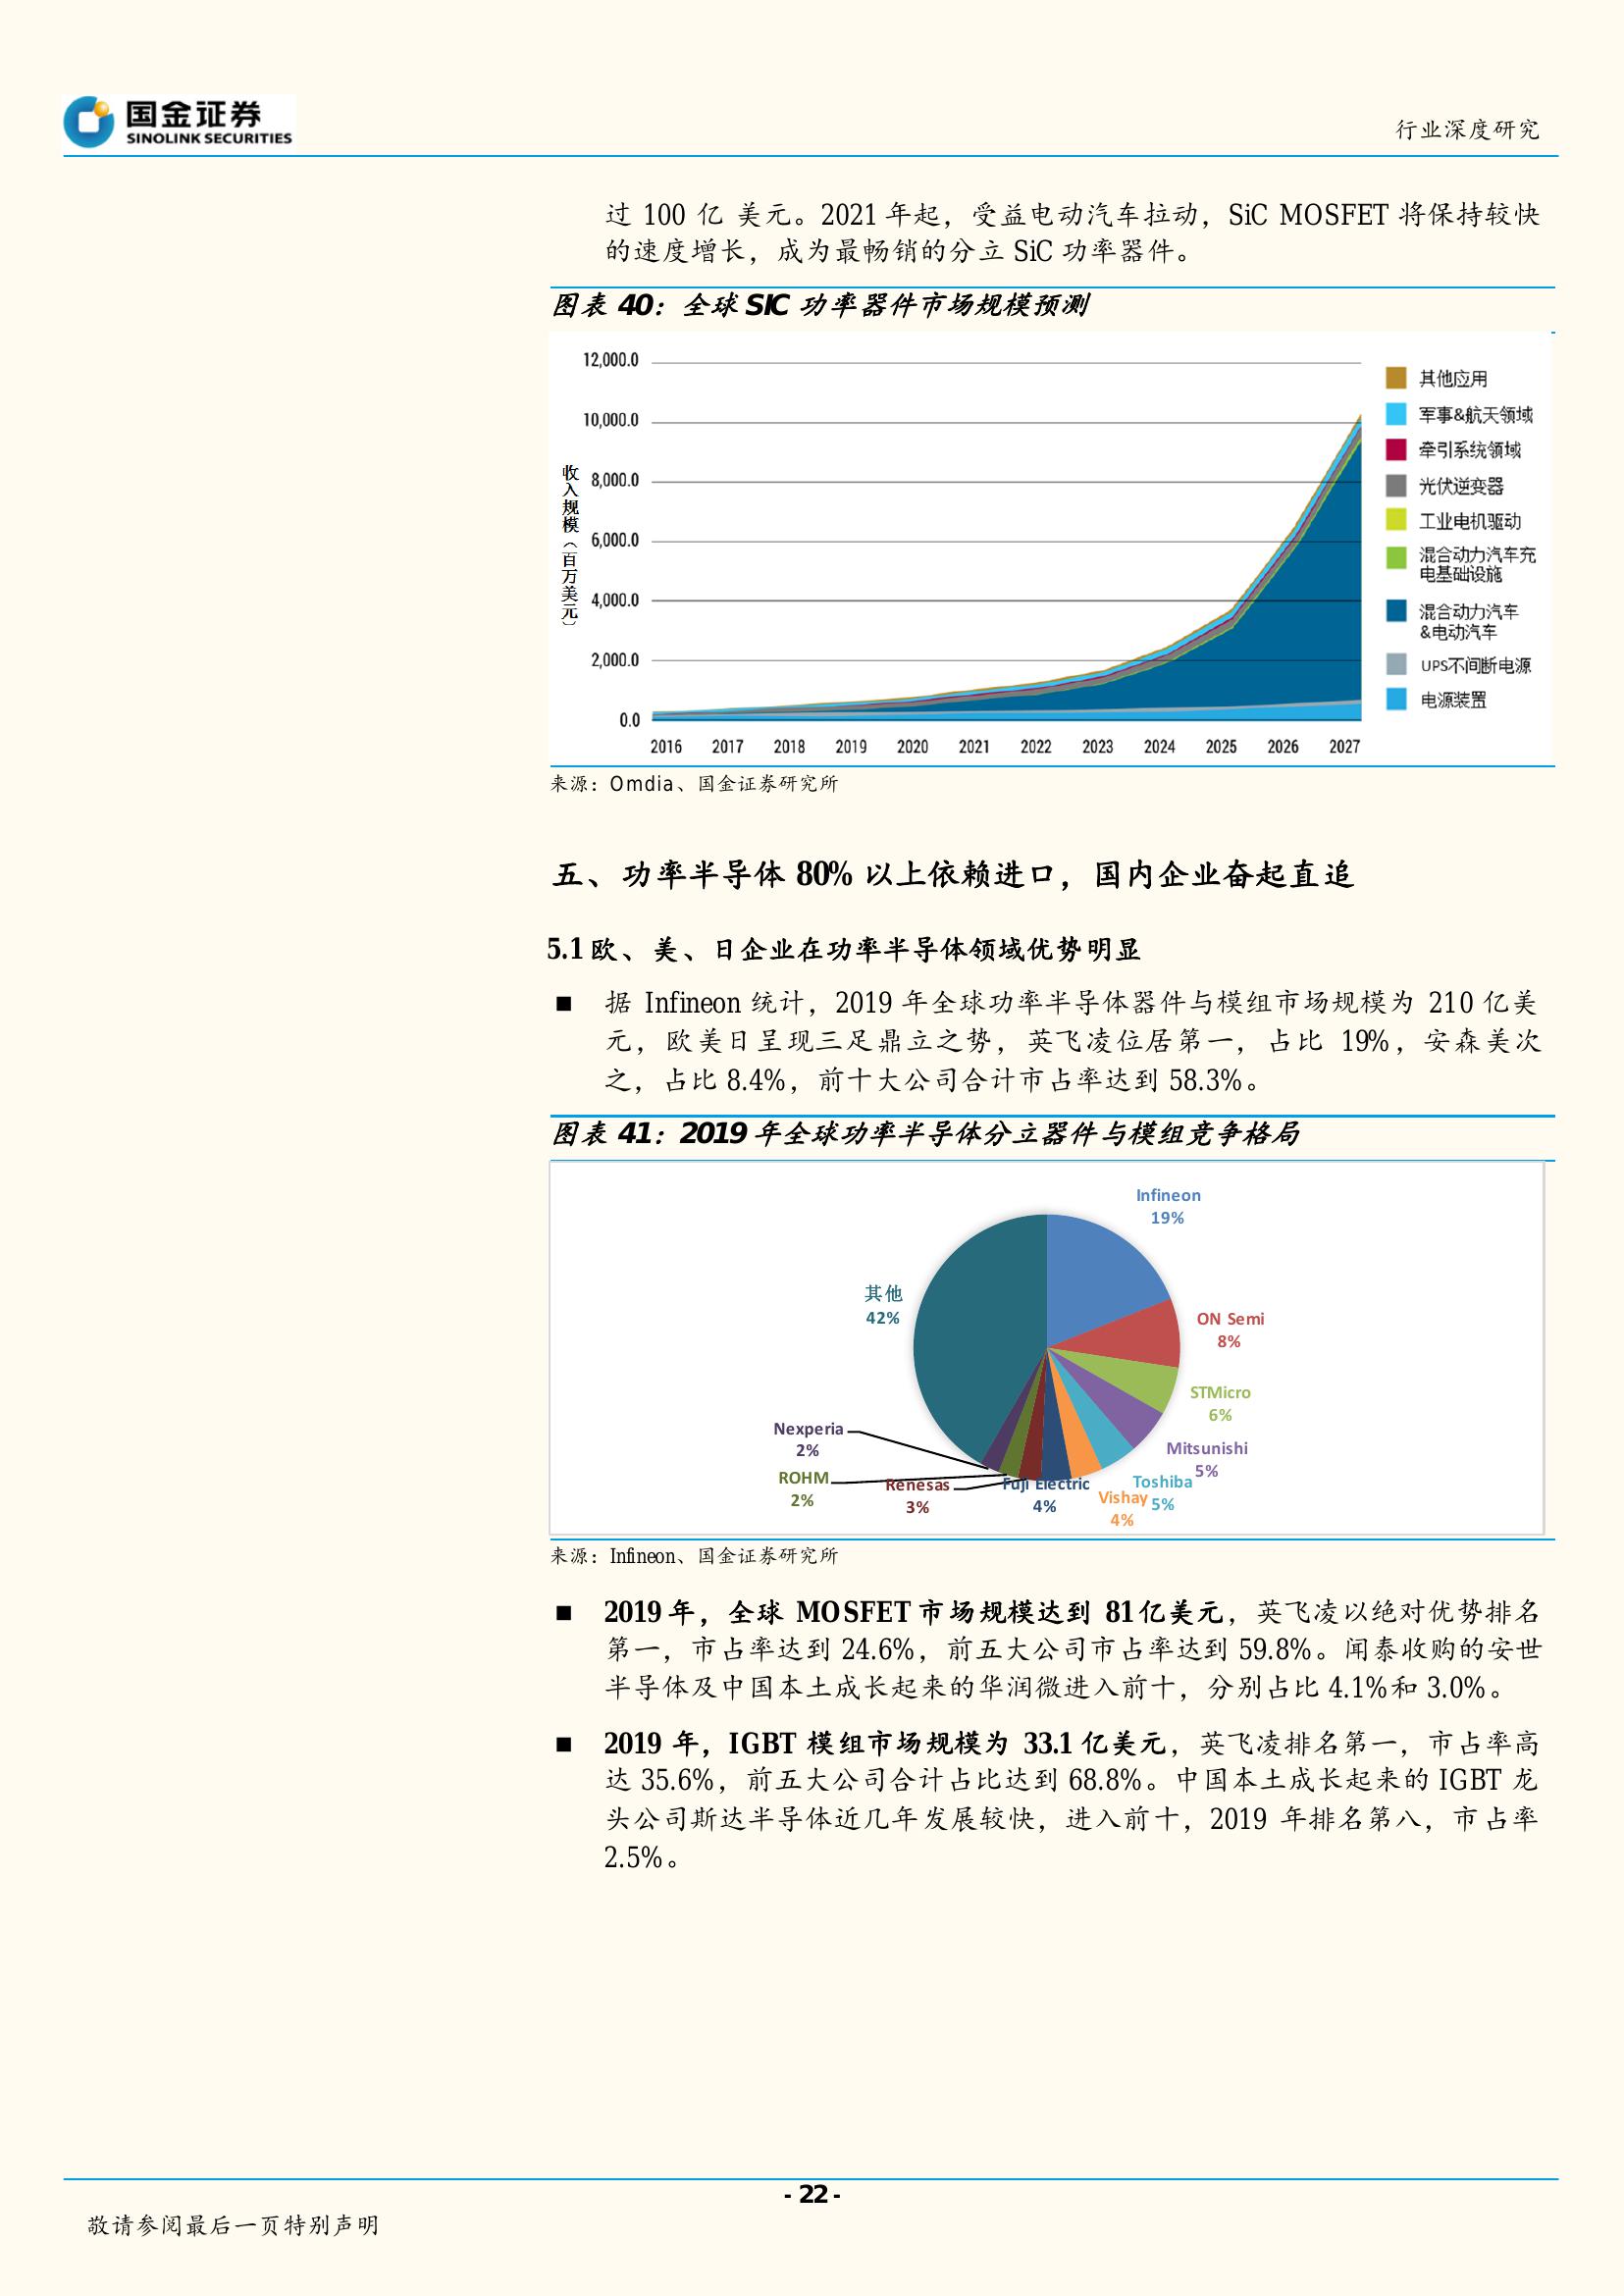 国金证券
SINOLINK SECURITIES
行业深度研究
过 100 亿 美元。2021 年起，受益电动汽车拉动，SiC MOSFET 将保持较快
的速度增长，成为最畅销的分立 SiC 功率器件。
图表 40：全球 SIC 功率器件市场规模预测
12,000.0
10,000.0
8,000.0
6,000.0
4,000.0
2,000.0
0.0
收入规模（百万美元）
2016 2017 2018 2019 2020 2021 2022 2023 2024 2025 2026 2027
其他应用
军事&航天领域
牵引系统领域
光伏逆变器
工业电机驱动
混合动力汽车充
电基础设施
混合动力汽车
&电动汽车
UPS不间断电源
电源装置
来源：Omdia、国金证券研究所
五、功率半导体 80% 以上依赖进口，国内企业奋起直追
5.1 欧、美、日企业在功率半导体领域优势明显
■ 据 Infineon 统计，2019 年全球功率半导体器件与模组市场规模为 210 亿美
元，欧美日呈现三足鼎立之势，英飞凌位居第一，占比 19%，安森美次
之，占比 8.4%，前十大公司合计市占率达到 58.3%。
图表 41：2019 年全球功率半导体分立器件与模组竞争格局
Infineon
19%
ON Semi
8%
STMicro
6%
Mitsunishi
5%
Toshiba
5%
Vishay
4%
Fuji Electric
4%
Renesas
3%
ROHM
2%
Nexperia
2%
其他
42%
来源：Infineon、国金证券研究所
■ 2019 年，全球 MOSFET 市场规模达到 81 亿美元，英飞凌以绝对优势排名
第一，市占率达到 24.6%，前五大公司市占率达到 59.8%。闻泰收购的安世
半导体及中国本土成长起来的华润微进入前十，分别占比 4.1%和 3.0%。
■ 2019 年，IGBT 模组市场规模为 33.1 亿美元，英飞凌排名第一，市占率高
达 35.6%，前五大公司合计占比达到 68.8%。中国本土成长起来的 IGBT 龙
头公司斯达半导体近几年发展较快，进入前十，2019 年排名第八，市占率
2.5%。
- 22 -
敬请参阅最后一页特别声明